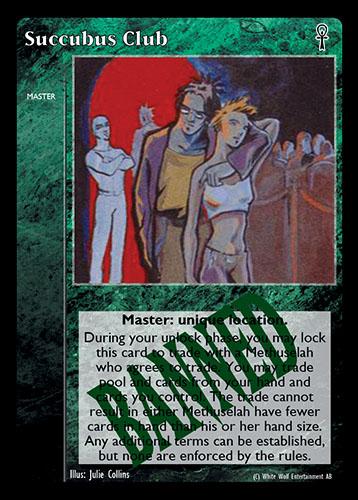 Succubus Club
MASTER
Master: unique location.
During your unlock phase, you may lock
this card to trade with a Methuselah
who agrees to trade. You may trade
pool and cards from your hand and
cards you control. The trade cannot
result in either Methuselah have fewer
cards in hand than his or her hand size.
Any additional terms can be established,
but none are enforced by the rules.
BANNED
Illus: Julie Collins
(C) White Wolf Entertainment AB